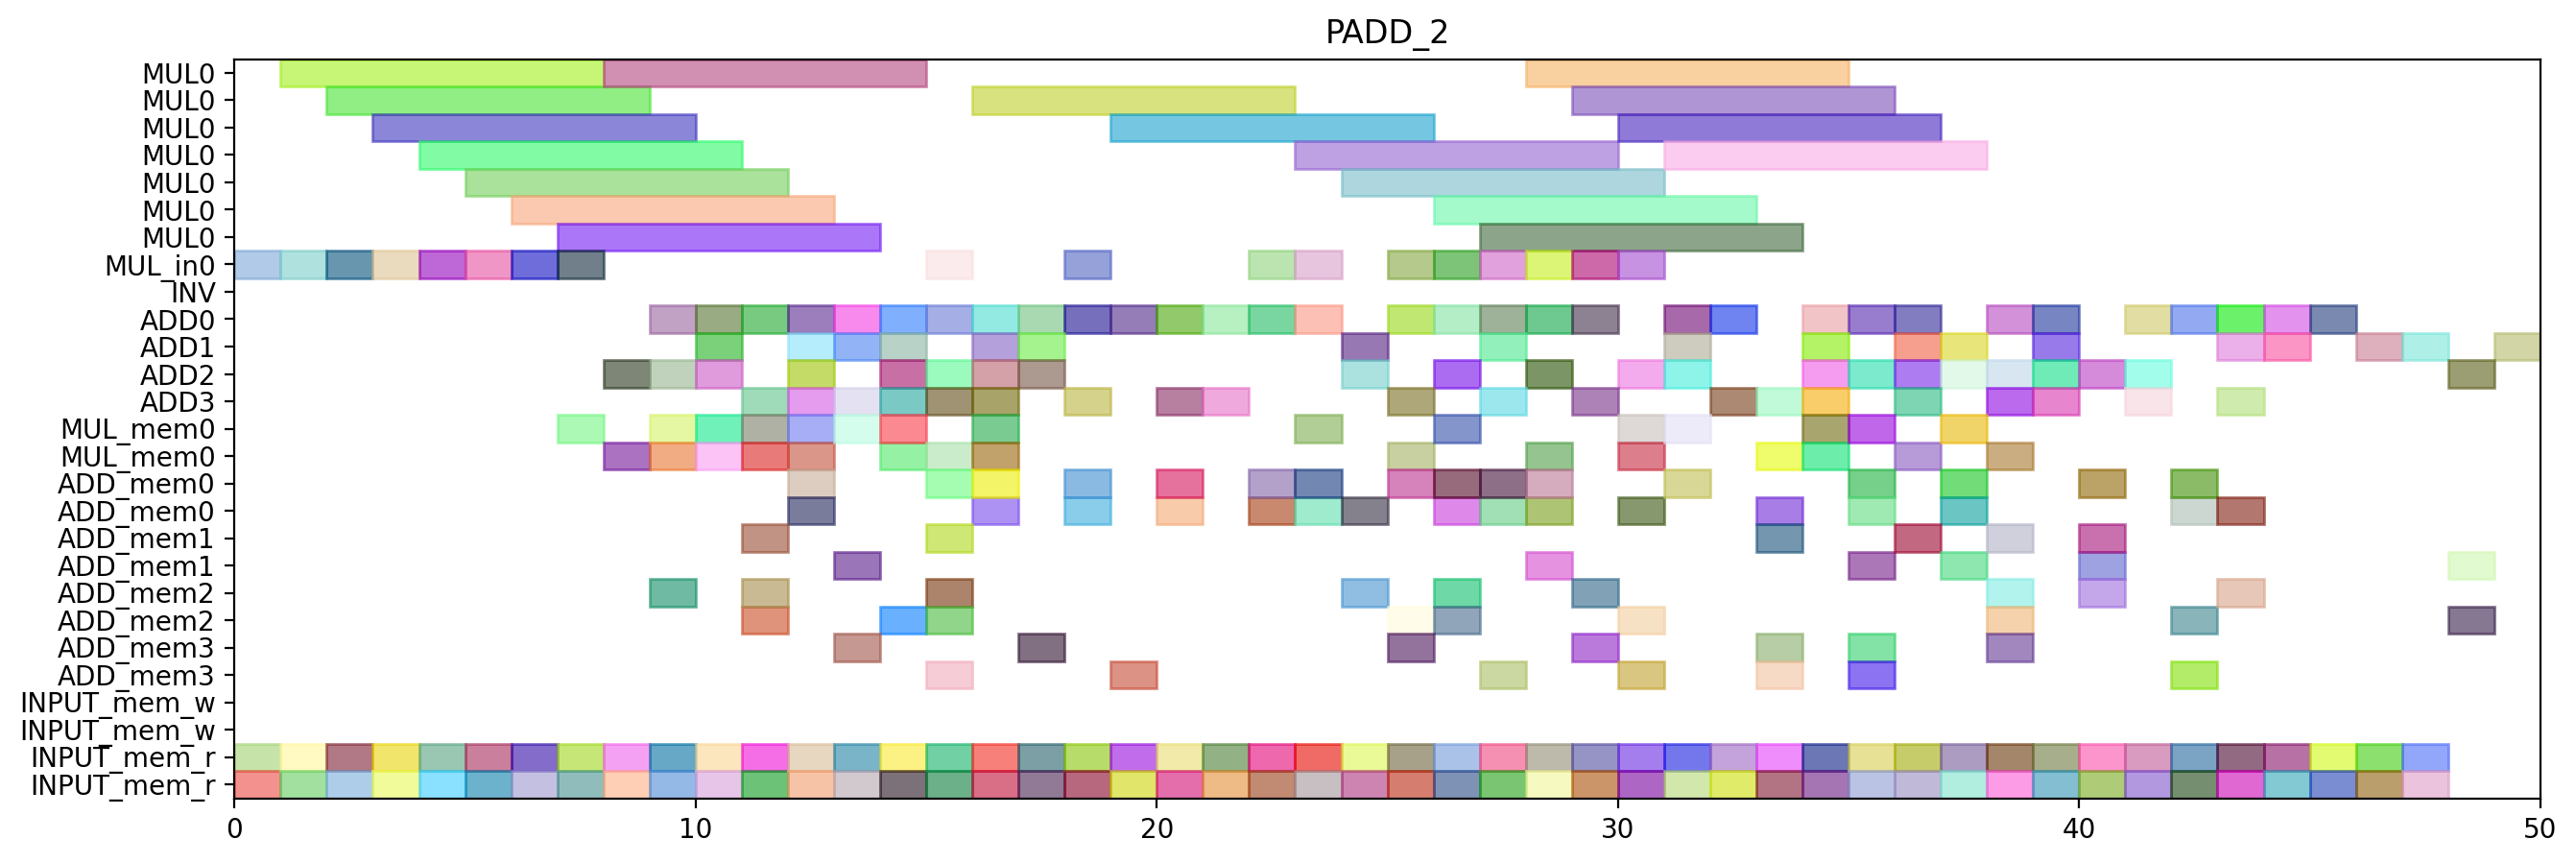 PADD_2
MUL0
MUL0
MUL0
MUL0
MUL0
MUL0
MUL0
MUL_in0
INV
ADD0
ADD1
ADD2
ADD3
MUL_mem0
MUL_mem0
ADD_mem0
ADD_mem0
ADD_mem1
ADD_mem1
ADD_mem2
ADD_mem2
ADD_mem3
ADD_mem3
INPUT_mem_w
INPUT_mem_w
INPUT_mem_r
INPUT_mem_r
0 10 20 30 40 50